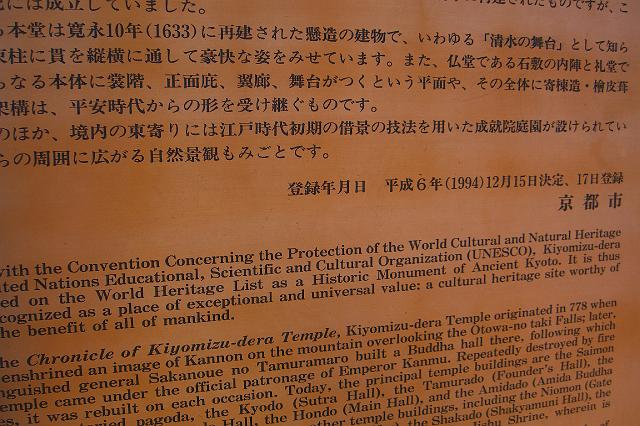 には成立していました。
本堂は寛永10年(1633)に再建された懸造の建物で、いわゆる「清水の舞台」として知ら
束柱に貫を縦横に通して豪快な姿をみせています。また、仏堂である石敷の内陣と礼堂で
らなる本体に裳階、正面庇、翼廊、舞台がつくという平面や、その全体に寄棟造・檜皮葺
架構は、平安時代からの形を受け継ぐものです。
のほか、境内の東寄りには江戸時代初期の借景の技法を用いた成就院庭園が設けられてい
らの周囲に広がる自然景観もみごとです。
登録年月日 平成6年(1994)12月15日決定、17日登録
京都市
with the Convention Concerning the Protection of the World Cultural and Natural Heritage
ited Nations Educational, Scientific and Cultural Organization (UNESCO), Kiyomizu-dera
ed on the World Heritage List as a Historic Monument of Ancient Kyoto. It is thus
cognized as a place of exceptional and universal value: a cultural heritage site worthy of
the benefit of all of mankind.
he Chronicle of Kiyomizu-dera Temple, Kiyomizu-dera Temple originated in 778 when
enshrined an image of Kannon on the mountain overlooking the Otowa-no taki Falls; later,
nguished general Sakanoue no Tamuramaro built a Buddha hall there, following which
emple came under the official patronage of Emperor Kanmu. Repeatedly destroyed by fire
es, it was rebuilt on each occasion. Today, the principal temple buildings are the Saimon
pagoda, the Kyodo (Sutra Hall), the Tamurado (Founder's Hall), the
Hall, the Hondo (Main Hall), and the Amidado (Amida Buddha
other temple buildings, including the Niomon (Gate
the Shakado (Shakyamuni Hall), the
Jishu Shrine, wherein is